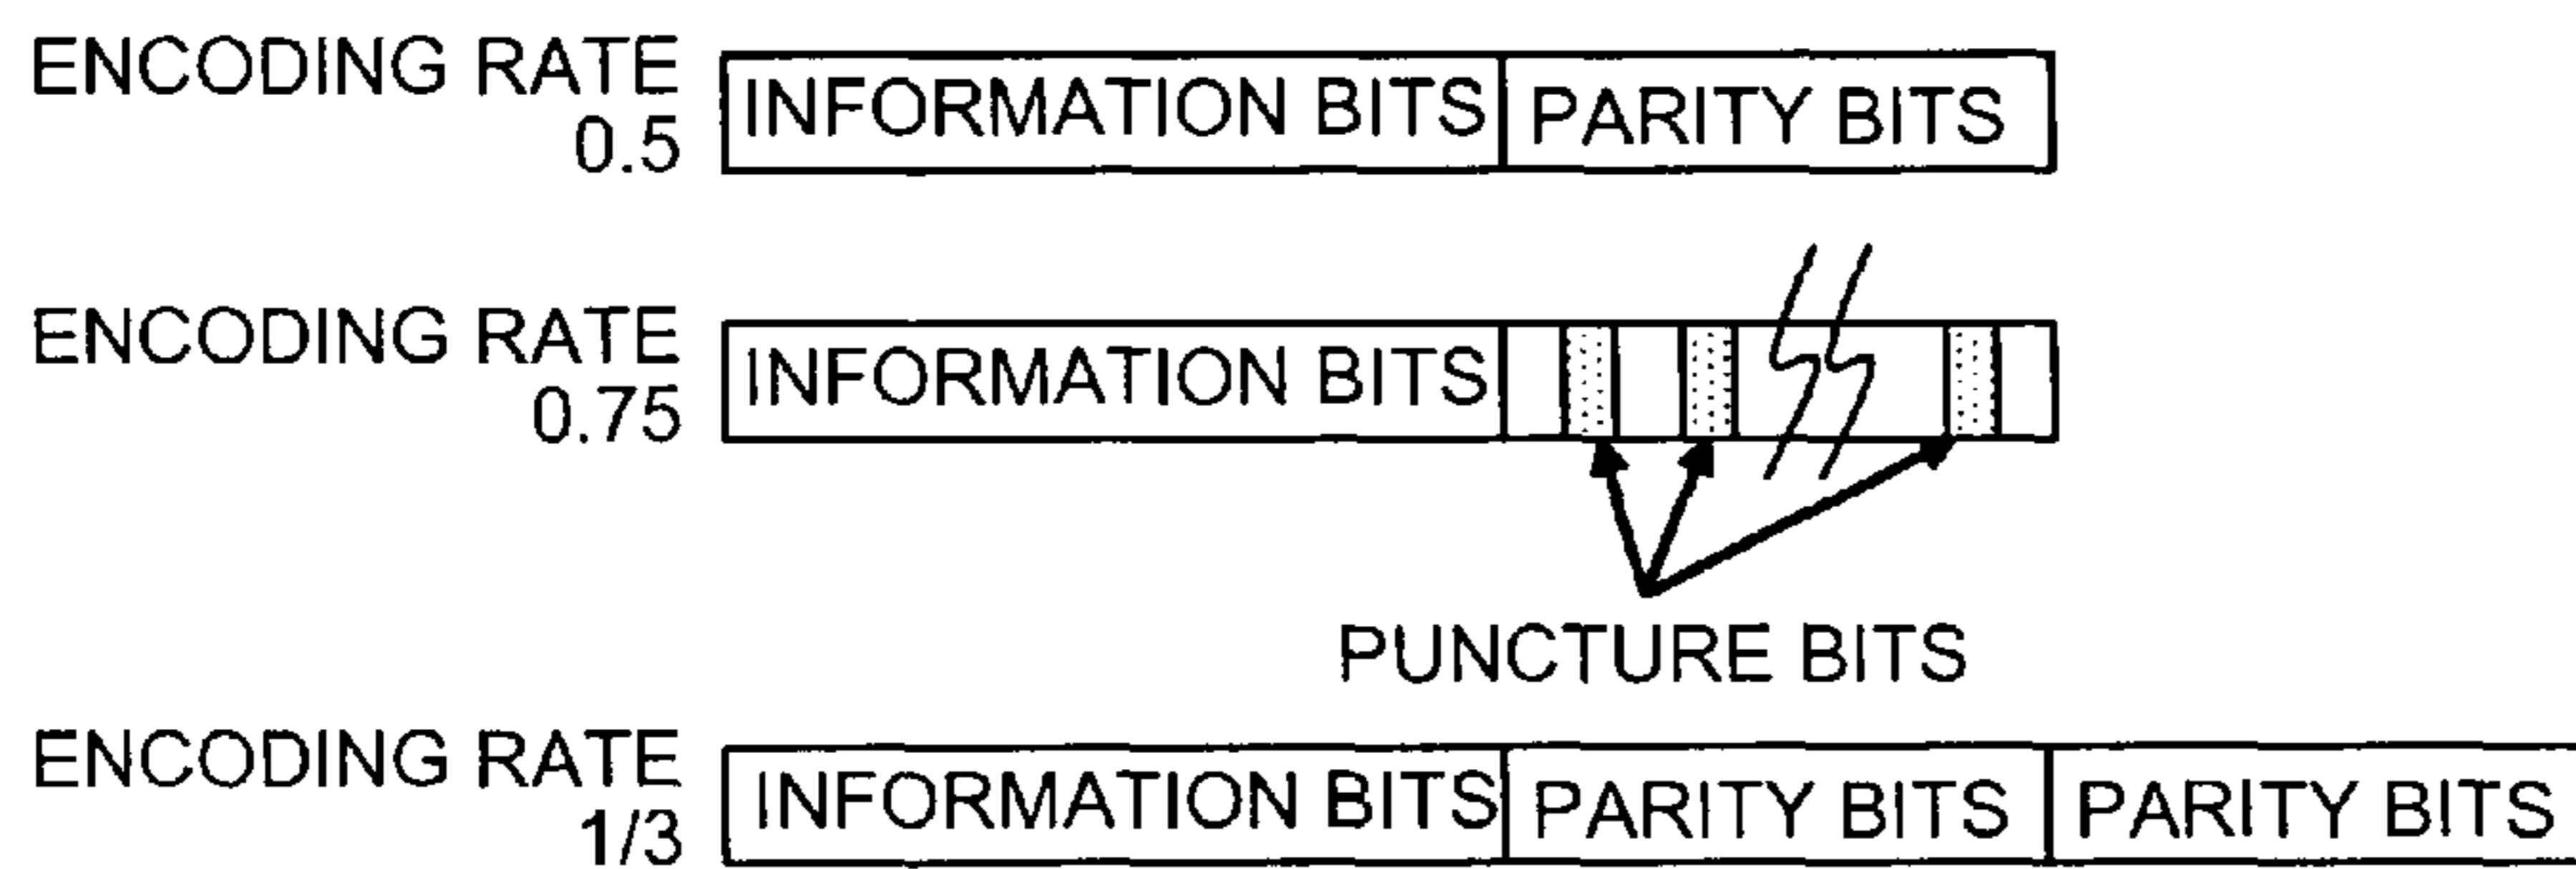 ENCODING RATE
0.5
INFORMATION BITS
PARITY BITS
ENCODING RATE
0.75
INFORMATION BITS
PUNCTURE BITS
ENCODING RATE
1/3
INFORMATION BITS
PARITY BITS
PARITY BITS